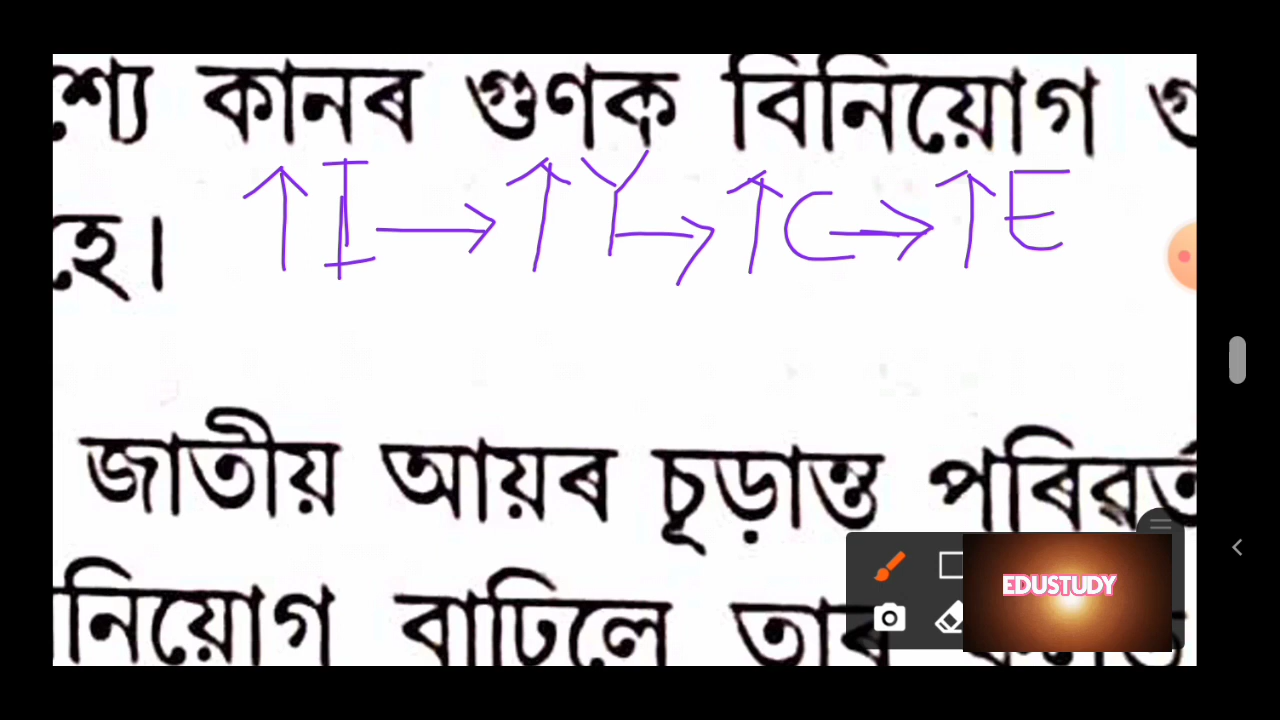 শ্যে কানৰ গুণক বিনিয়োগ
↑I → ↑Y → ↑C → ↑E
হে।
জাতীয় আয়ৰ চূড়ান্ত পৰিৱৰ্ত
নিয়োগ বাঢিলে তাৰ
EDUSTUDY